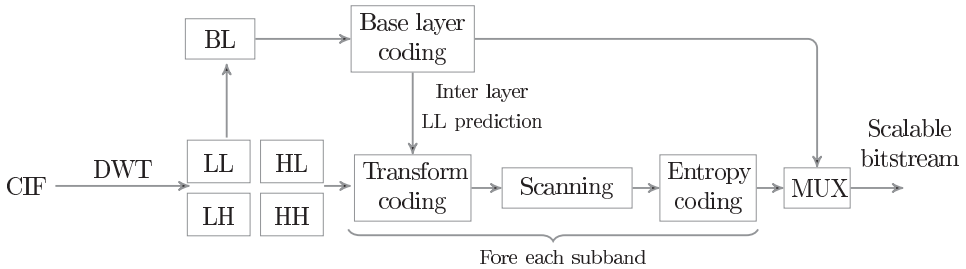 BL
Base layer
coding
Inter layer
LL prediction
Scalable
bitstream
CIF
DWT
LL
HL
LH
HH
Transform
coding
Scanning
Entropy
coding
MUX
Fore each subband